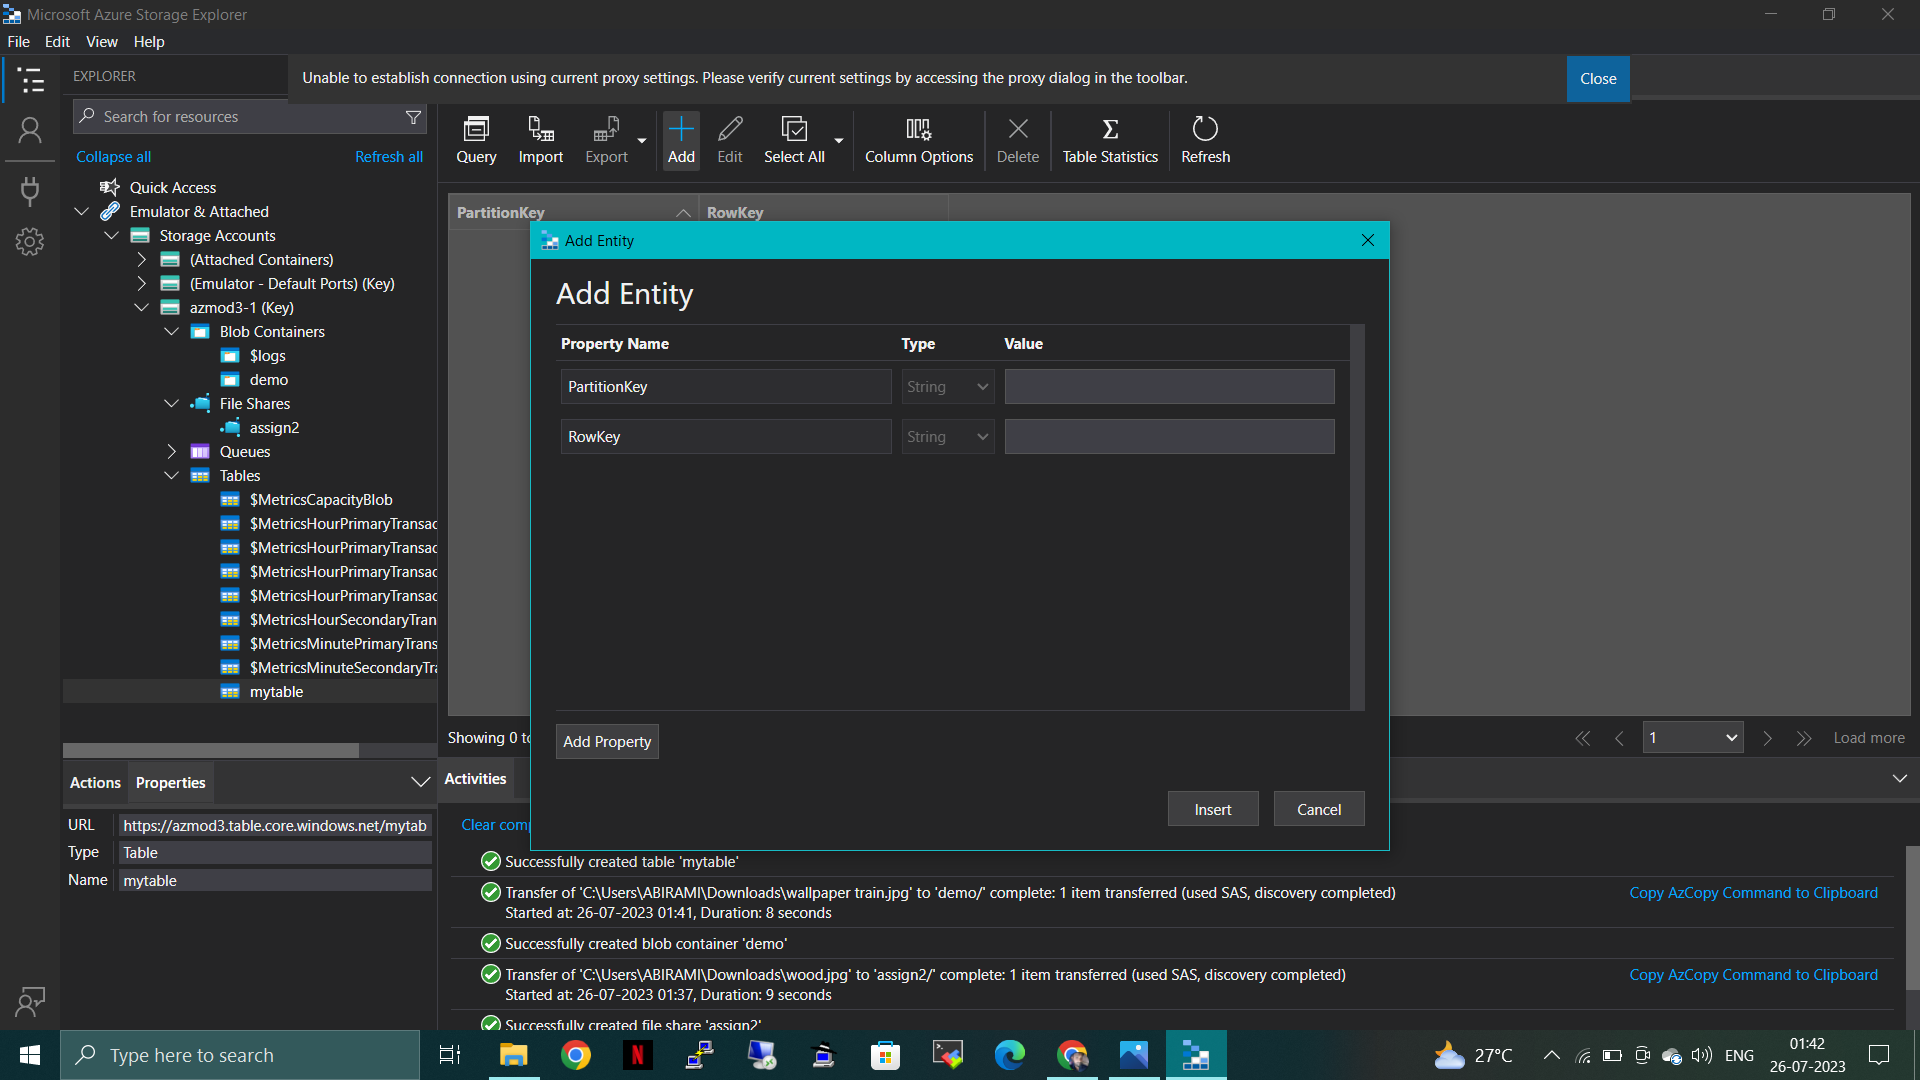 Microsoft Azure Storage Explorer
File Edit View Help
EXPLORER
Unable to establish connection using current proxy settings. Please verify current settings by accessing the proxy dialog in the toolbar.
Close
Search for resources
Collapse all
Refresh all
Quick Access
Emulator & Attached
Storage Accounts
(Attached Containers)
(Emulator - Default Ports) (Key)
azmod3-1 (Key)
Blob Containers
$logs
demo
File Shares
assign2
Queues
Tables
$MetricsCapacityBlob
$MetricsHourPrimaryTransac
$MetricsHourPrimaryTransac
$MetricsHourPrimaryTransac
$MetricsHourPrimaryTransac
$MetricsHourSecondaryTran
$MetricsMinutePrimaryTrans
$MetricsMinuteSecondaryTra
mytable
Query Import Export Add Edit Select All Column Options Delete Table Statistics Refresh
PartitionKey RowKey
Add Entity
Add Entity
Property Name Type Value
PartitionKey String
RowKey String
Add Property
Insert Cancel
Showing 0 to
1
Load more
Actions Properties
URL https://azmod3.table.core.windows.net/mytab
Type Table
Name mytable
Activities
Clear comp
Successfully created table 'mytable'
Transfer of 'C:\Users\ABIRAMI\Downloads\wallpaper train.jpg' to 'demo/' complete: 1 item transferred (used SAS, discovery completed)
Started at: 26-07-2023 01:41, Duration: 8 seconds
Copy AzCopy Command to Clipboard
Successfully created blob container 'demo'
Transfer of 'C:\Users\ABIRAMI\Downloads\wood.jpg' to 'assign2/' complete: 1 item transferred (used SAS, discovery completed)
Started at: 26-07-2023 01:37, Duration: 9 seconds
Copy AzCopy Command to Clipboard
Successfully created file share 'assign2'
Type here to search
N
27°C
ENG
01:42
26-07-2023